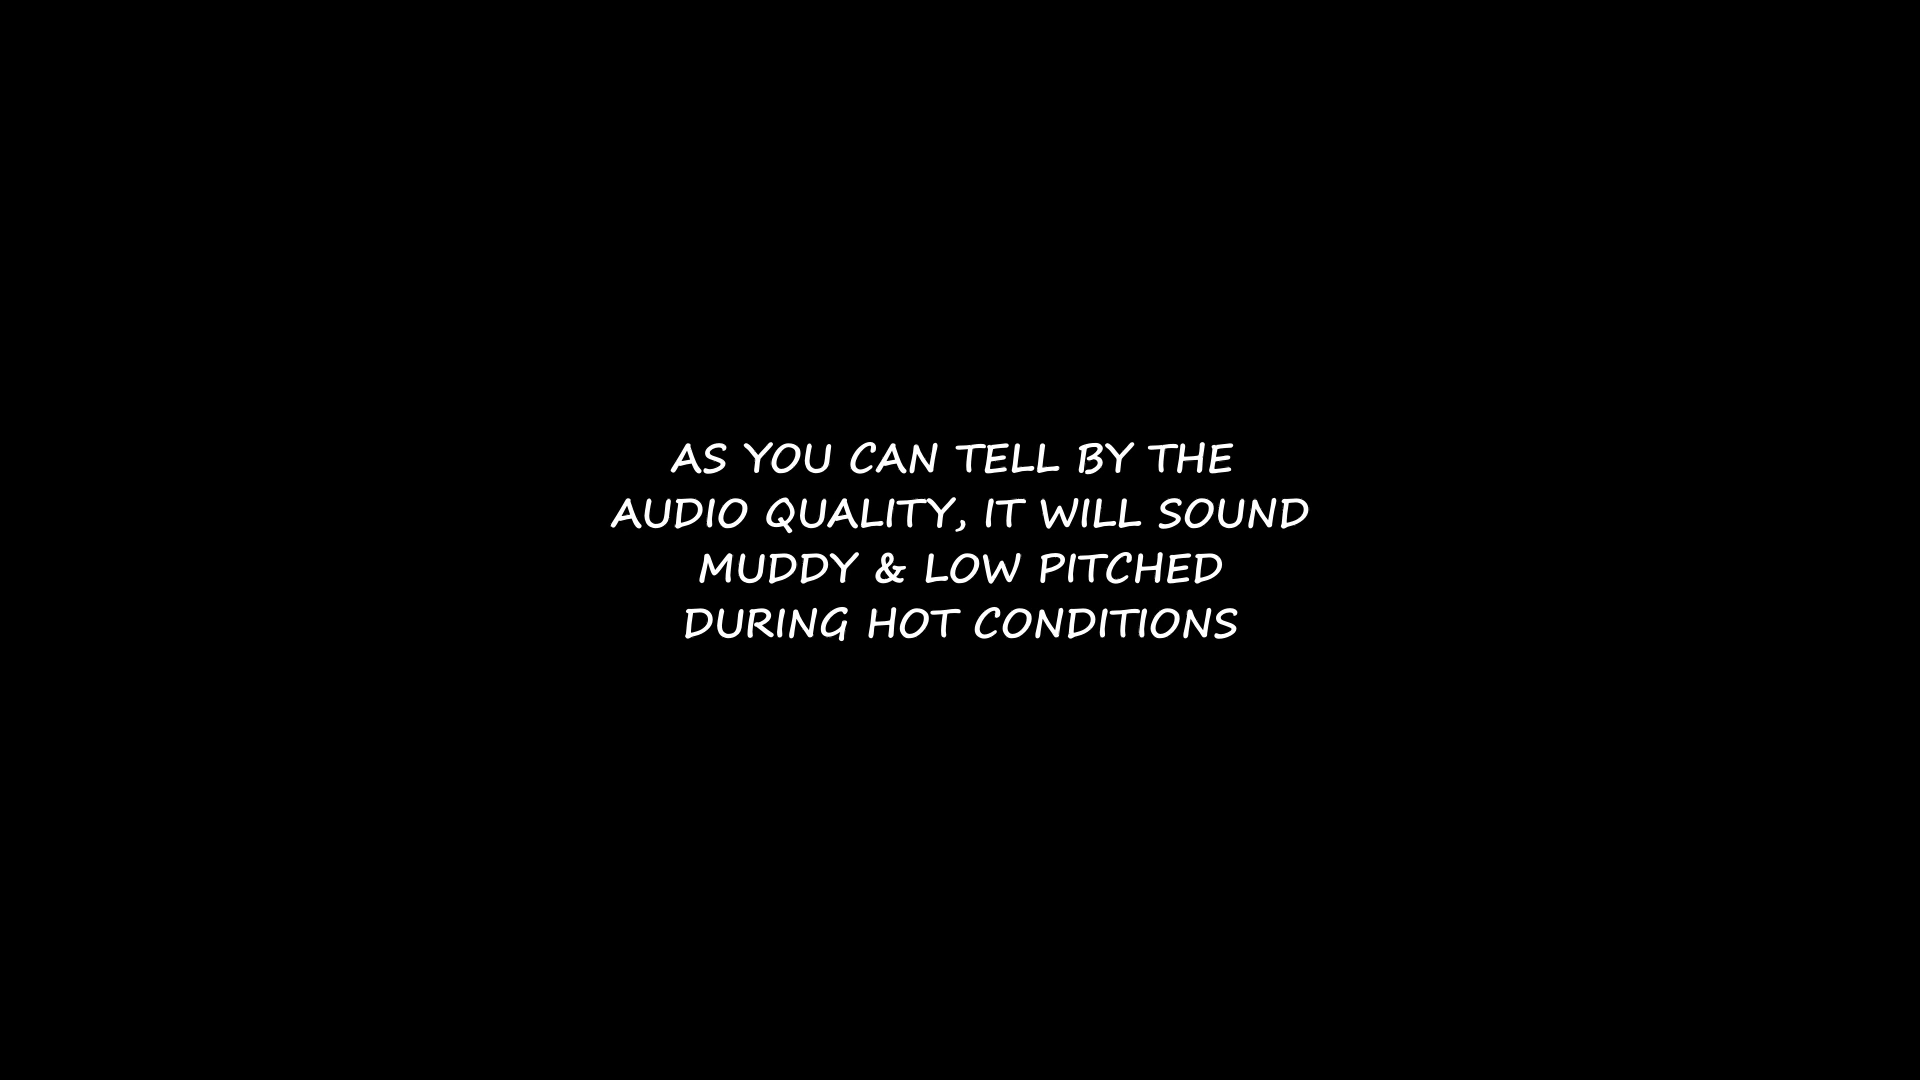 AS YOU CAN TELL BY THE
AUDIO QUALITY, IT WILL SOUND
MUDDY & LOW PITCHED
DURING HOT CONDITIONS